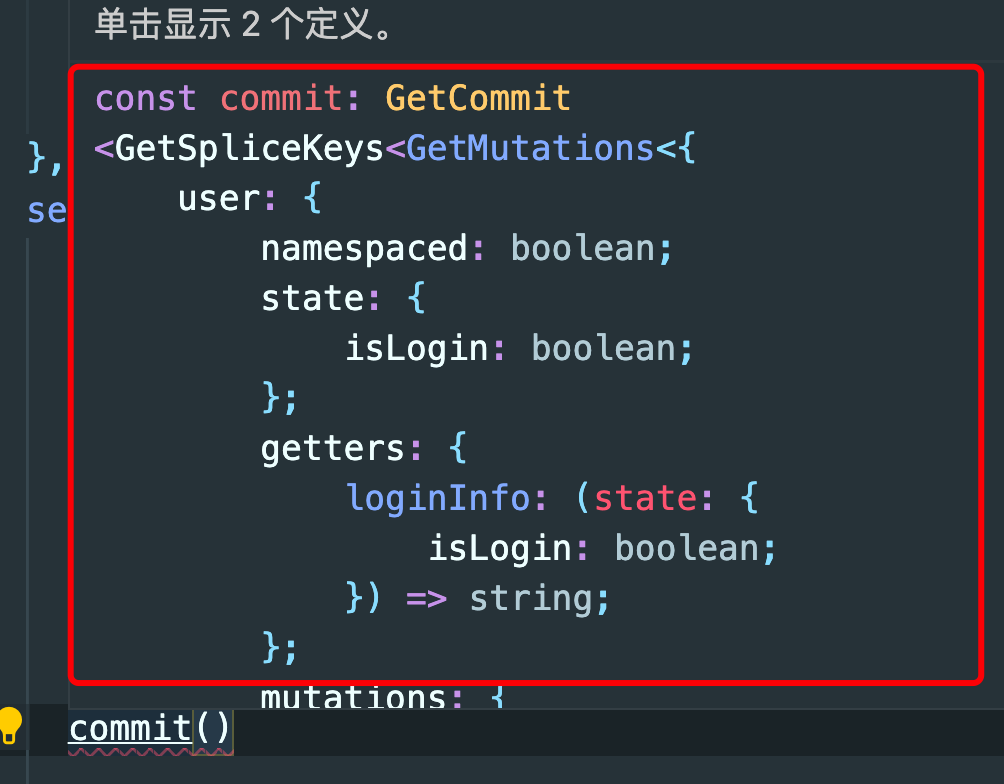 单击显示 2 个定义。
const commit: GetCommit
<GetSpliceKeys<GetMutations<{
},
user: {
se
namespaced: boolean;
state: {
isLogin: boolean;
};
getters: {
loginInfo: (state: {
isLogin: boolean;
}) => string;
};
mutations: {
commit()